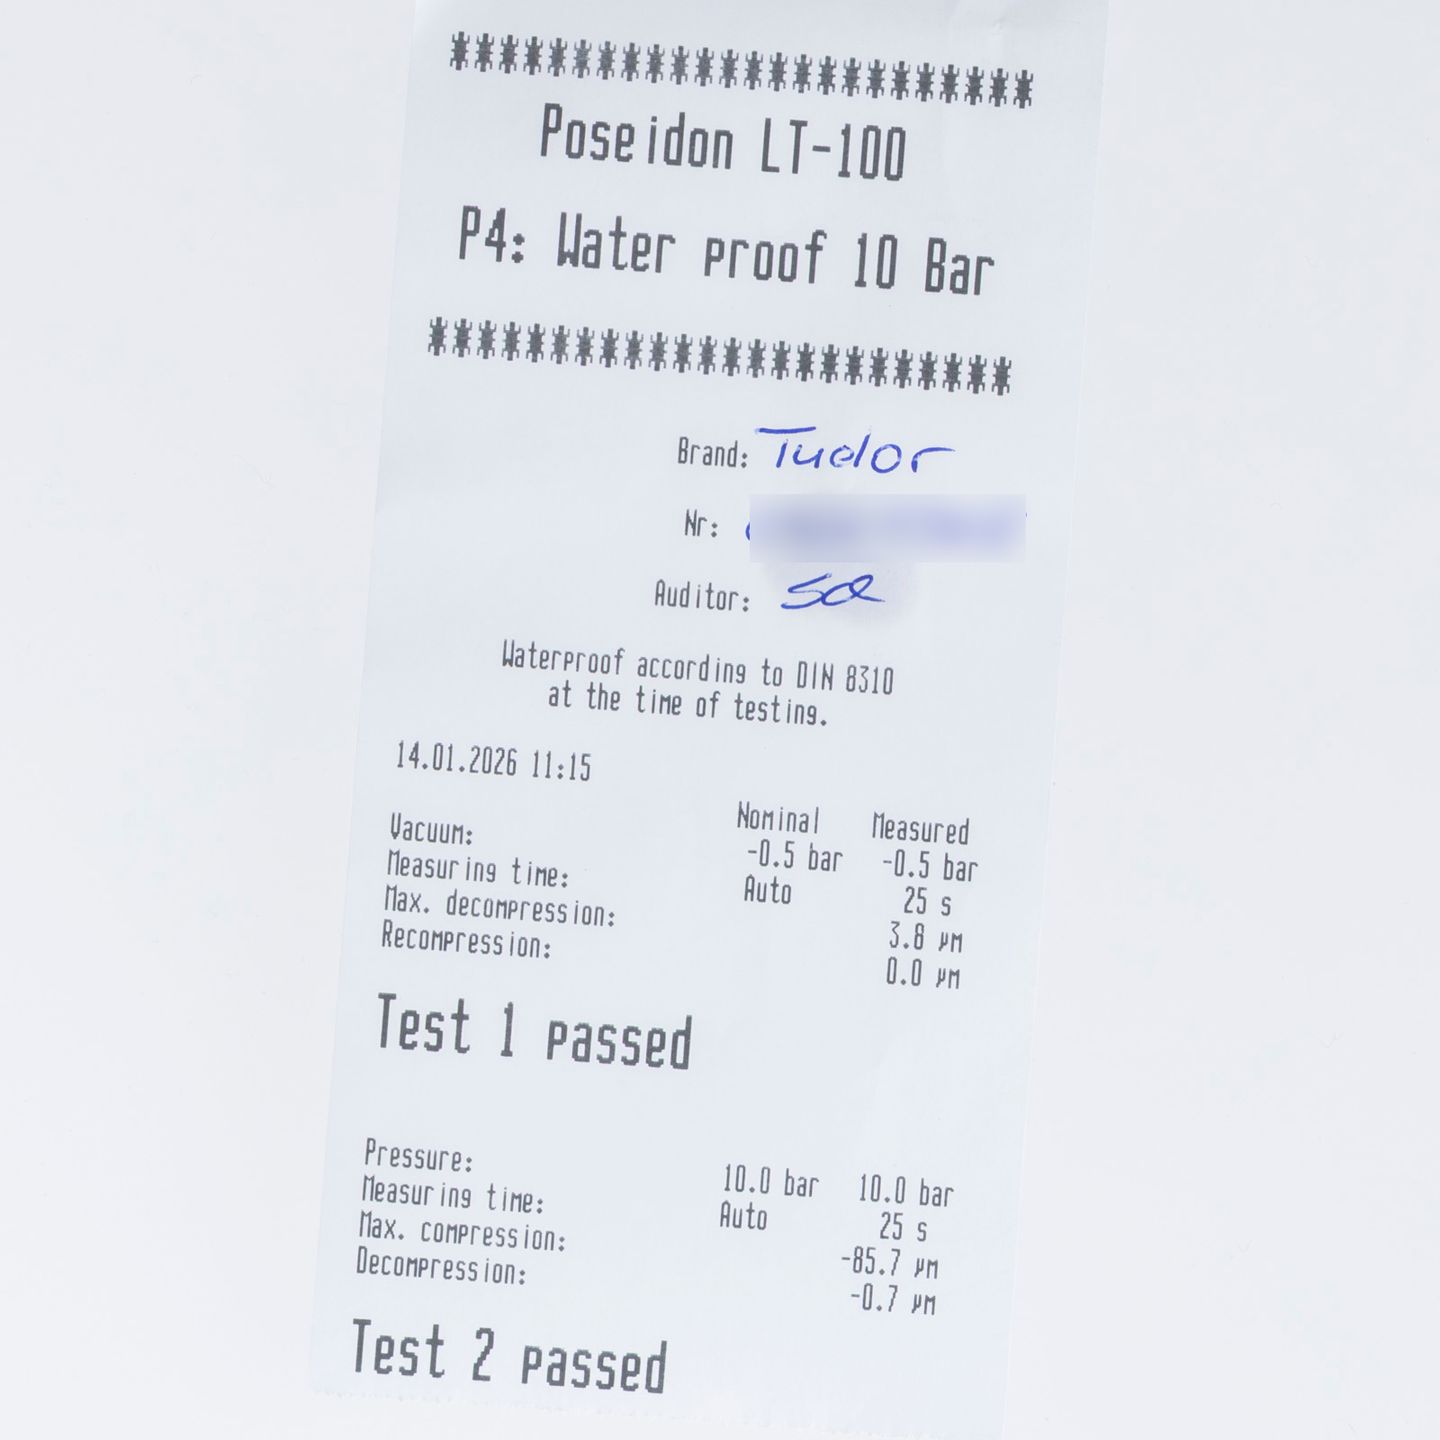 Poseidon LT-100
P4: Water proof 10 Bar
Brand: Tudor
Nr:
Auditor:
Waterproof according to DIN 8310
at the time of testing.
14.01.2026 11:15
Nominal Measured
Vacuum: -0.5 bar -0.5 bar
Measuring time: Auto 25 s
Max. decompression: 3.8 µm
Recompression: 0.0 µm
Test 1 passed
Pressure: 10.0 bar 10.0 bar
Measuring time: Auto 25 s
Max. compression: -85.7 µm
Decompression: -0.7 µm
Test 2 passed